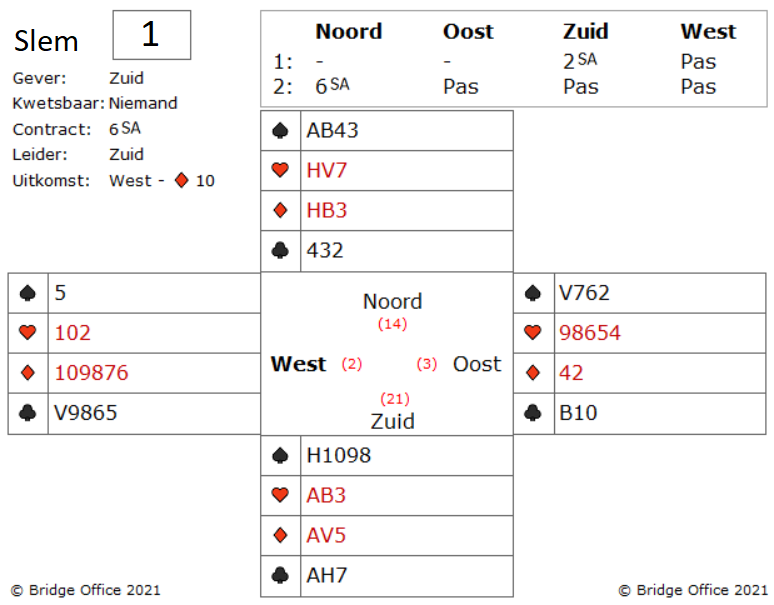 Slem 1
Gever: Zuid
Kwetsbaar: Niemand
Contract: 6 SA
Leider: Zuid
Uitkomst: West - ♦ 10
Noord Oost Zuid West
1: - - 2 SA Pas
2: 6 SA Pas Pas Pas
♠ AB43
♥ HV7
♦ HB3
♣ 432
♠ 5
♥ 102
♦ 109876
♣ V9865
Noord
(14)
West (2) (3) Oost
(21)
Zuid
♠ V762
♥ 98654
♦ 42
♣ B10
♠ H1098
♥ AB3
♦ AV5
♣ AH7
© Bridge Office 2021
© Bridge Office 2021